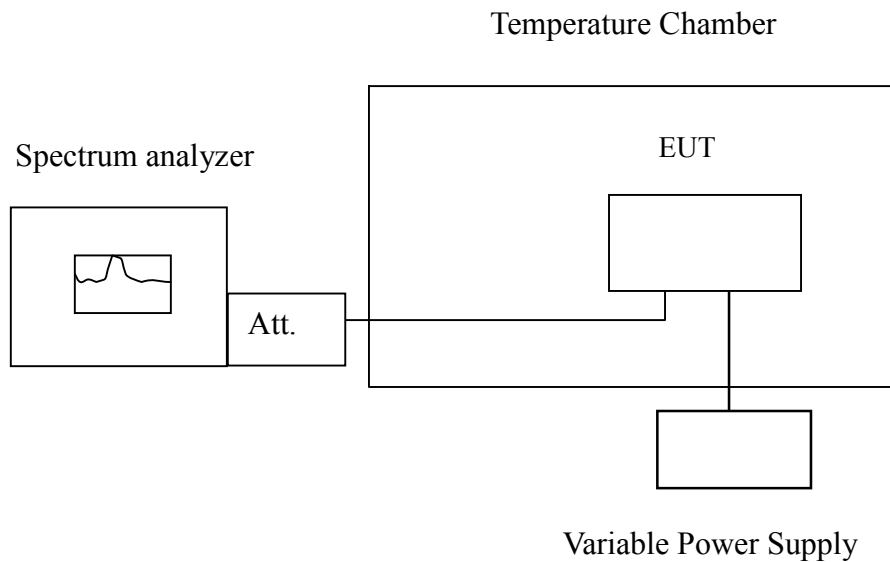 Temperature Chamber
Spectrum analyzer
EUT
Att.
Variable Power Supply